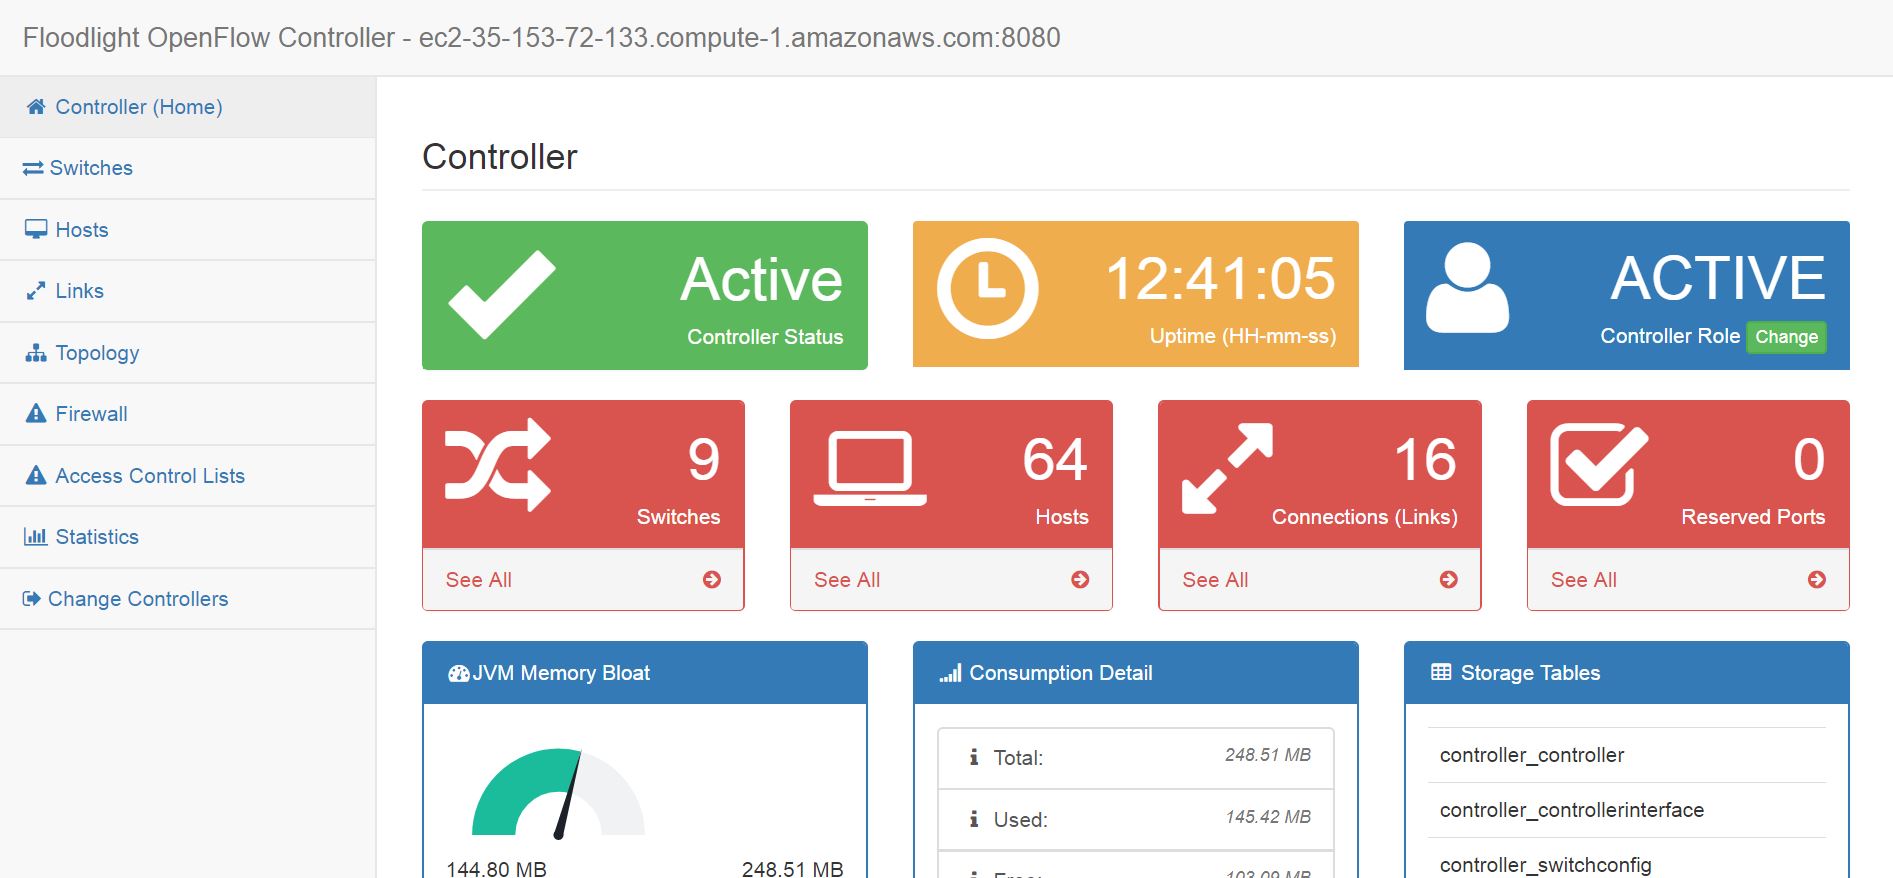 Floodlight OpenFlow Controller - ec2-35-153-72-133.compute-1.amazonaws.com:8080
Controller (Home)
Switches
Hosts
Links
Topology
Firewall
Access Control Lists
Statistics
Change Controllers
Controller
Active
Controller Status
12:41:05
Uptime (HH-mm-ss)
ACTIVE
Controller Role Change
9
Switches
See All
64
Hosts
See All
16
Connections (Links)
See All
0
Reserved Ports
See All
JVM Memory Bloat
144.80 MB 248.51 MB
Consumption Detail
Total: 248.51 MB
Used: 145.42 MB
Free: 103.09 MB
Storage Tables
controller_controller
controller_controllerinterface
controller_switchconfig